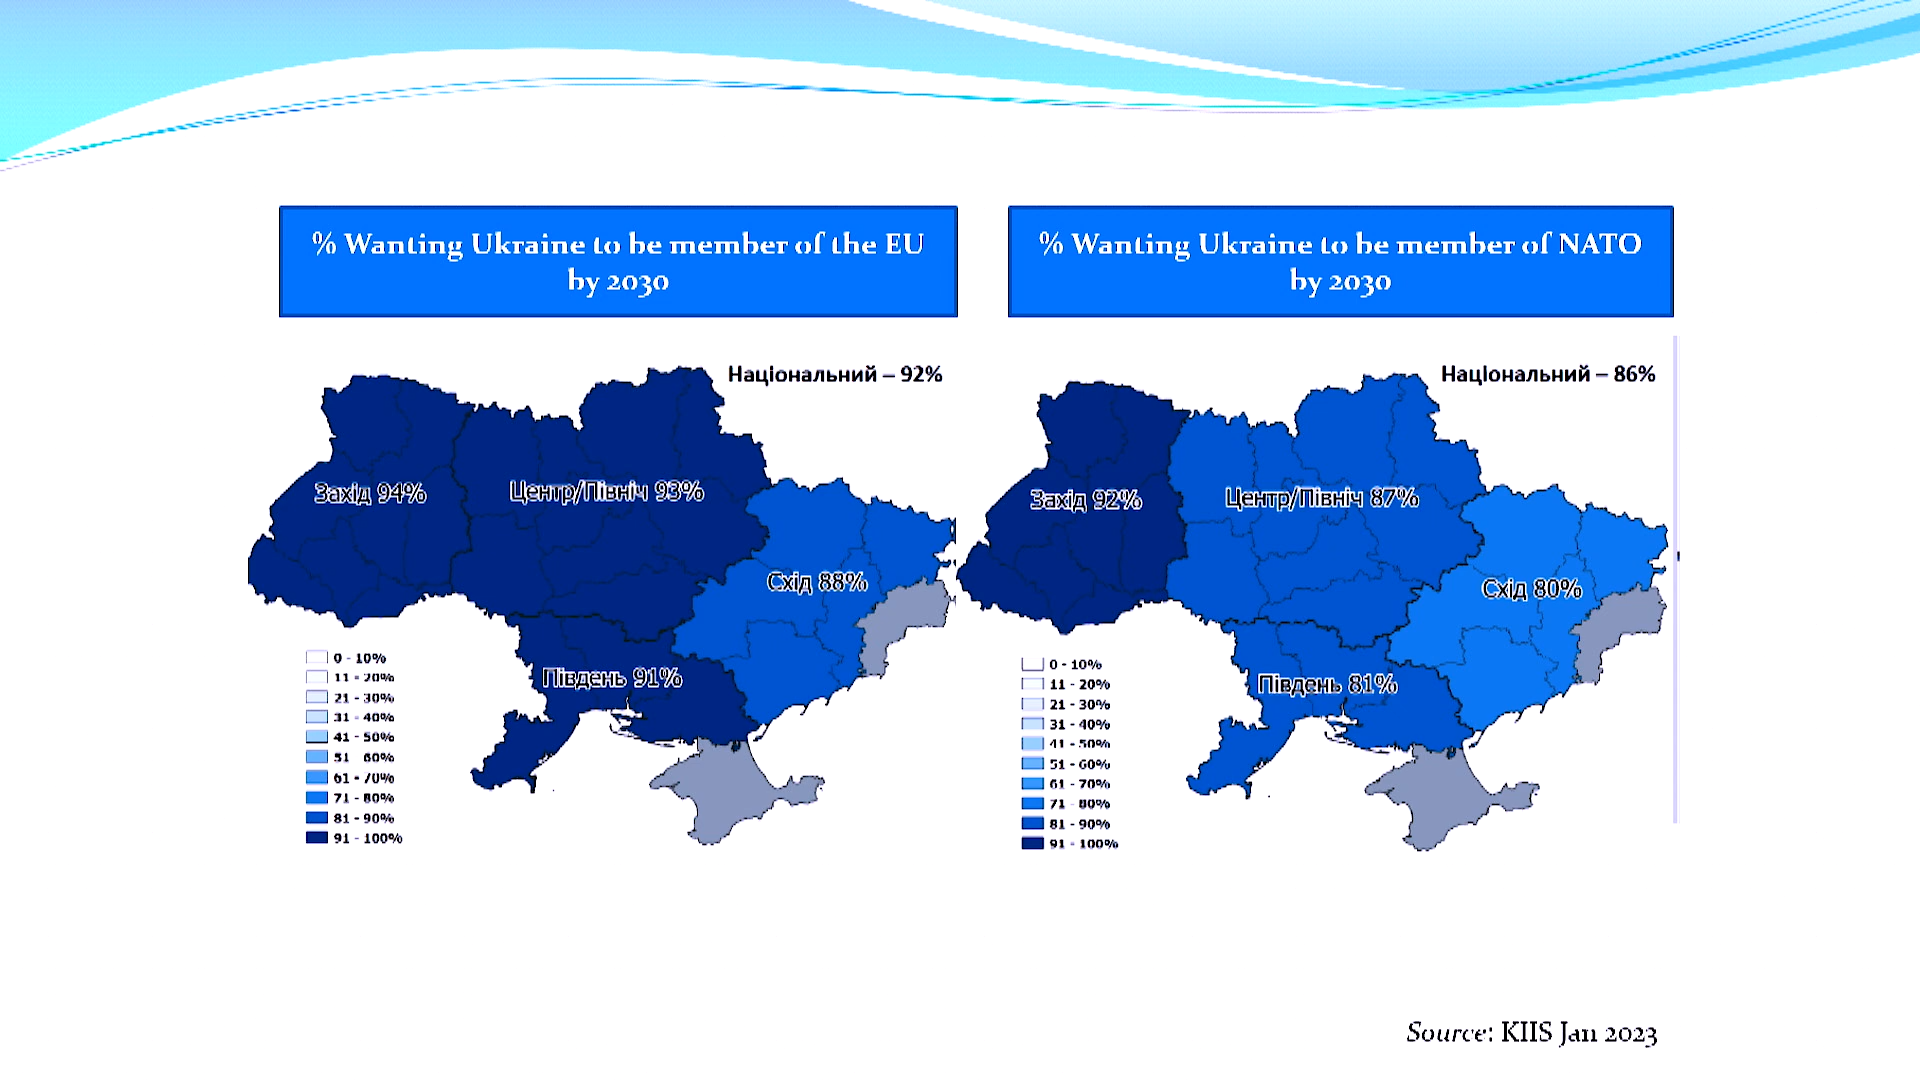 % Wanting Ukraine to be member of the EU
by 2030
Національний – 92%
Захід 94%
Центр/Північ 93%
Схід 88%
Південь 91%
0 - 10%
11 - 20%
21 - 30%
31 - 40%
41 - 50%
51 60%
61 - 70%
71 - 80%
81 - 90%
91 - 100%
% Wanting Ukraine to be member of NATO
by 2030
Національний – 86%
Захід 92%
Центр/Північ 87%
Схід 80%
Південь 81%
0 - 10%
11 - 20%
21 - 30%
31 - 40%
41 - 50%
51 - 60%
61 - 70%
71 80%
81 - 90%
91 - 100%
Source: KIIS Jan 2023